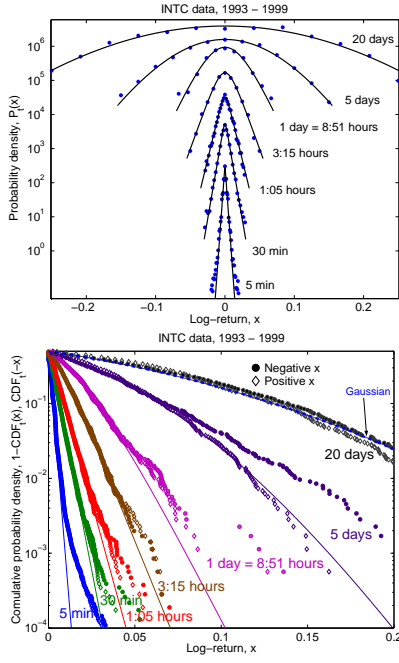 INTC data, 1993 − 1999
Probability density, P_t(x)
10^6
10^5
10^4
10^3
10^2
10^1
10^0
20 days
5 days
1 day = 8:51 hours
3:15 hours
1:05 hours
30 min
5 min
−0.2 −0.1 0 0.1 0.2
Log−return, x
INTC data, 1993 − 1999
Comulative probability density, 1−CDF_t(x), CDF_t(−x)
10^−1
10^−2
10^−3
10^−4
Negative x
Positive x
Gaussian
20 days
5 days
1 day = 8:51 hours
3:15 hours
30 min
5 min
1:05 hours
0 0.05 0.1 0.15 0.2
Log−return, x